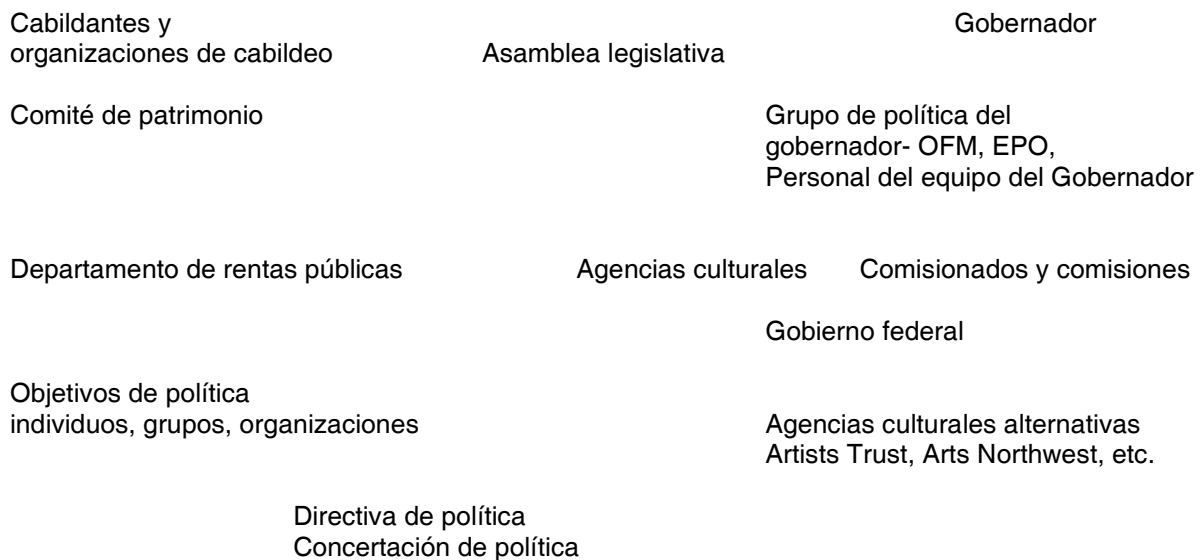 Cabildantes y
organizaciones de cabildeo
Asamblea legislativa
Gobernador
Comité de patrimonio
Grupo de política del
gobernador- OFM, EPO,
Personal del equipo del Gobernador
Departamento de rentas públicas
Agencias culturales
Comisionados y comisiones
Gobierno federal
Objetivos de política
individuos, grupos, organizaciones
Agencias culturales alternativas
Artists Trust, Arts Northwest, etc.
Directiva de política
Concertación de política